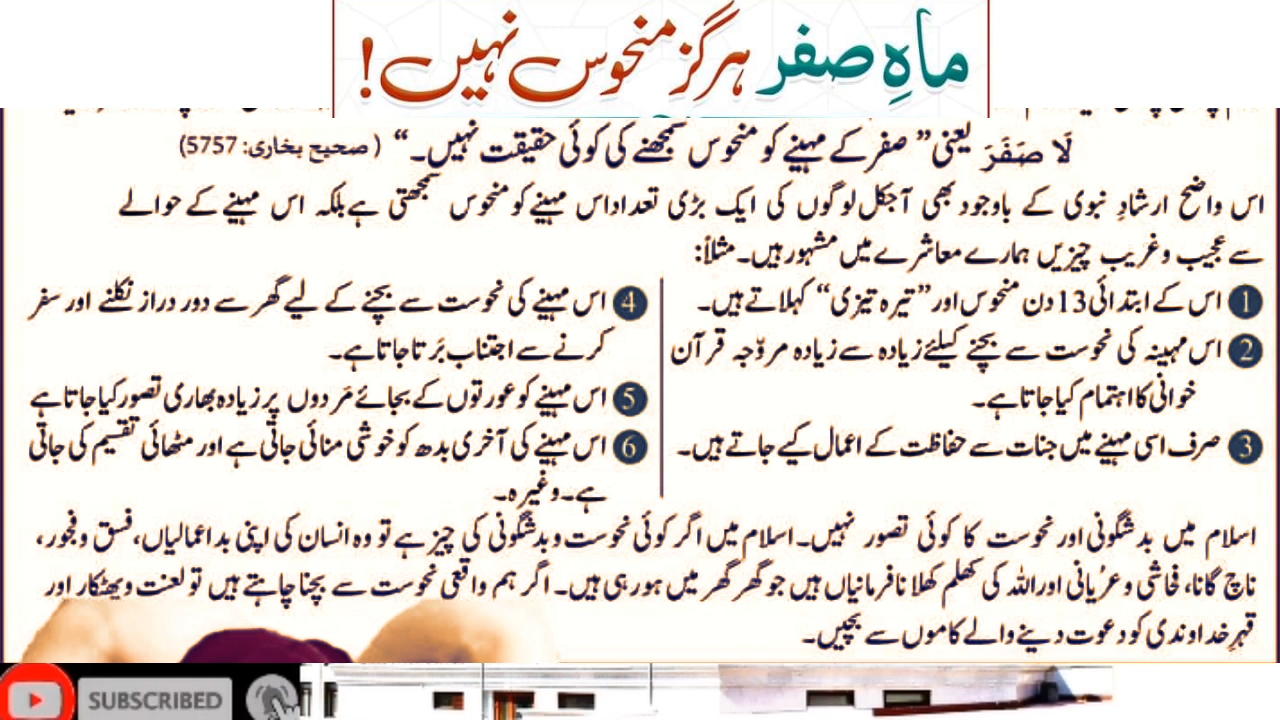 ماہِ صفر ہرگز منحوس نہیں!
لَا صَفَرَ یعنی” صفر کے مہینے کو منحوس سمجھنے کی کوئی حقیقت نہیں۔“ (صحیح بخاری: 5757)
اس واضح ارشادِ نبوی کے باوجود بھی آجکل لوگوں کی ایک بڑی تعداد اس مہینے کو منحوس سمجھتی ہے بلکہ اس مہینے کے حوالے
سے عجیب و غریب چیزیں ہمارے معاشرے میں مشہور ہیں۔ مثلاً:
1 اس کے ابتدائی 13 دن منحوس اور” تیرہ تیزی“ کہلاتے ہیں۔
2 اس مہینہ کی نحوست سے بچنے کیلئے زیادہ سے زیادہ مروّجہ قرآن
خوانی کا اہتمام کیا جاتا ہے۔
3 صرف اسی مہینے میں جنات سے حفاظت کے اعمال کیے جاتے ہیں۔
4 اس مہینے کی نحوست سے بچنے کے لیے گھر سے دور دراز نکلنے اور سفر
کرنے سے اجتناب بَرتا جاتا ہے۔
5 اس مہینے کو عورتوں کے بجائے مَردوں پر زیادہ بھاری تصور کیا جاتا ہے
6 اس مہینے کی آخری بدھ کو خوشی منائی جاتی ہے اور مٹھائی تقسیم کی جاتی
ہے۔ وغیرہ۔
اسلام میں بدشگونی اور نحوست کا کوئی تصور نہیں۔ اسلام میں اگر کوئی نحوست و بدشگونی کی چیز ہے تو وہ انسان کی اپنی بداعمالیاں، فسق و فجور،
ناچ گانا، فحاشی و عُریانی اور اللہ کی کھلم کھلا نافرمانیاں ہیں جو گھر گھر میں ہو رہی ہیں۔ اگر ہم واقعی نحوست سے بچنا چاہتے ہیں تو لعنت و پھٹکار اور
قہرِ خداوندی کو دعوت دینے والے کاموں سے بچیں۔
SUBSCRIBED